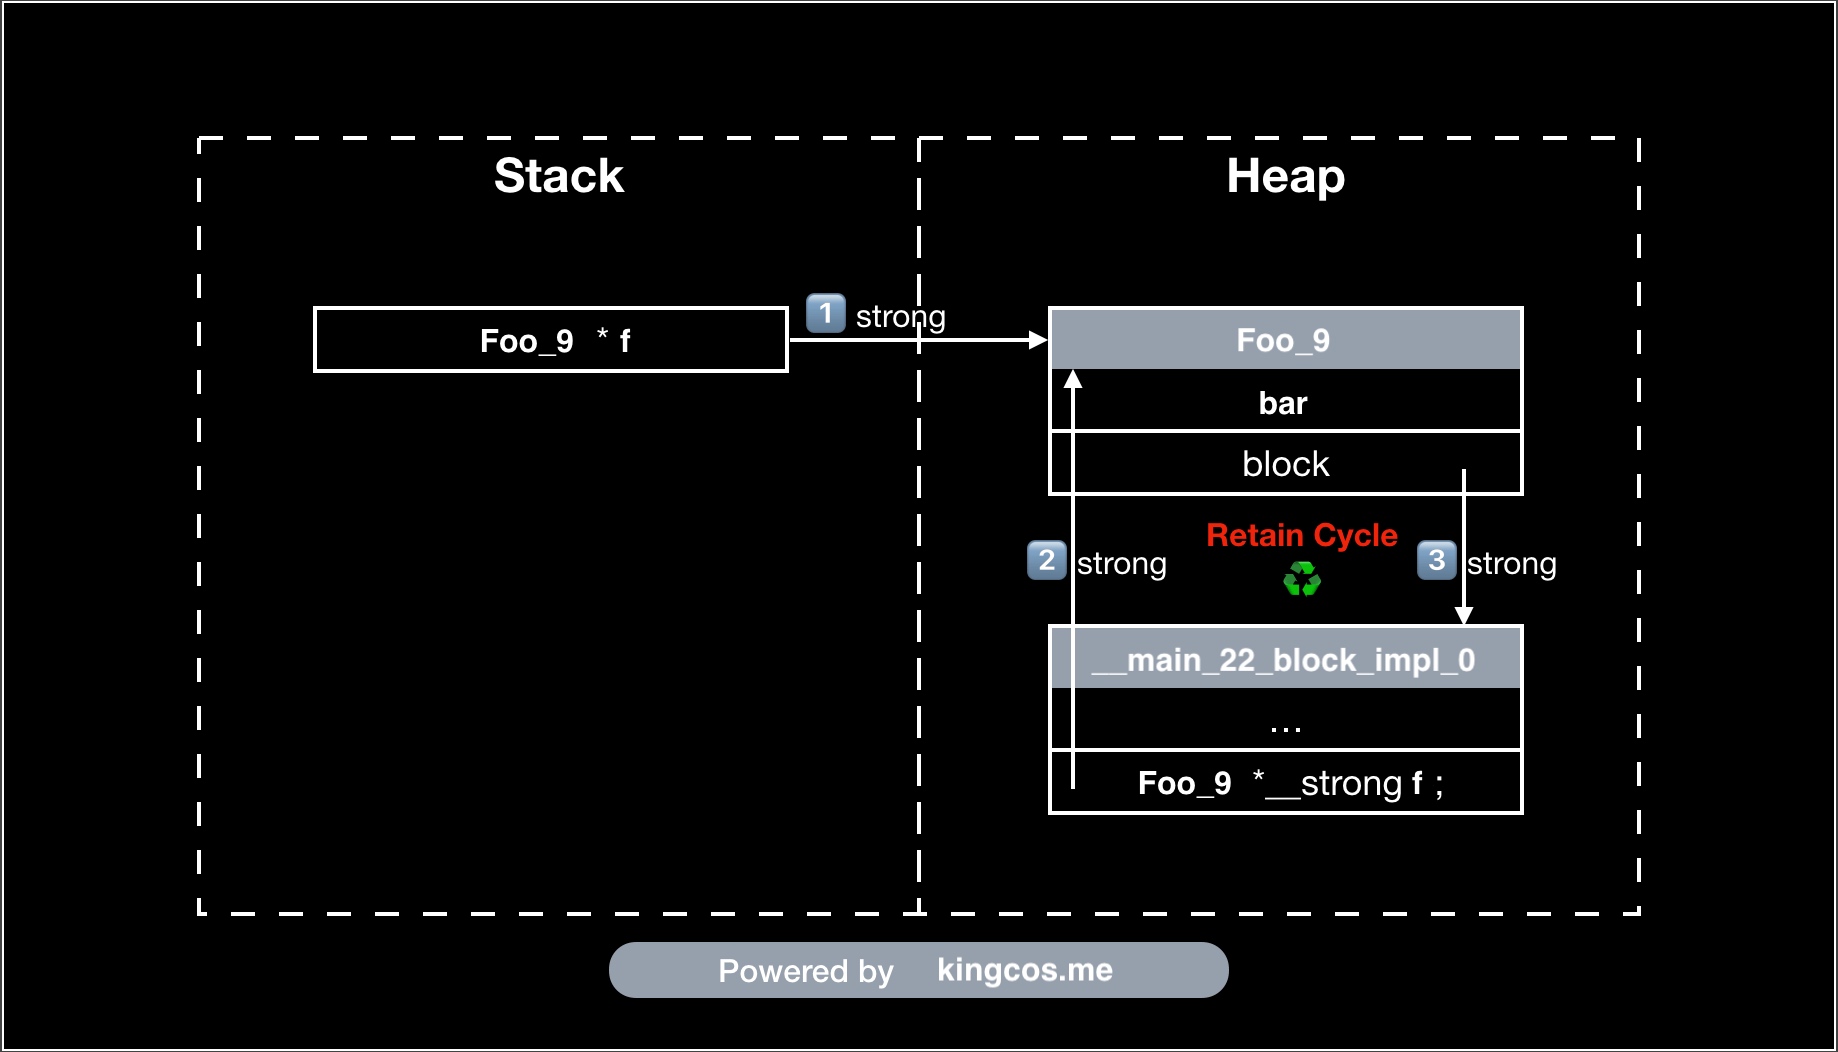 Stack
Heap
Foo_9 * f
1 strong
Foo_9
bar
block
Retain Cycle
2 strong
3 strong
__main_22_block_impl_0
...
Foo_9 *__strong f ;
Powered by kingcos.me